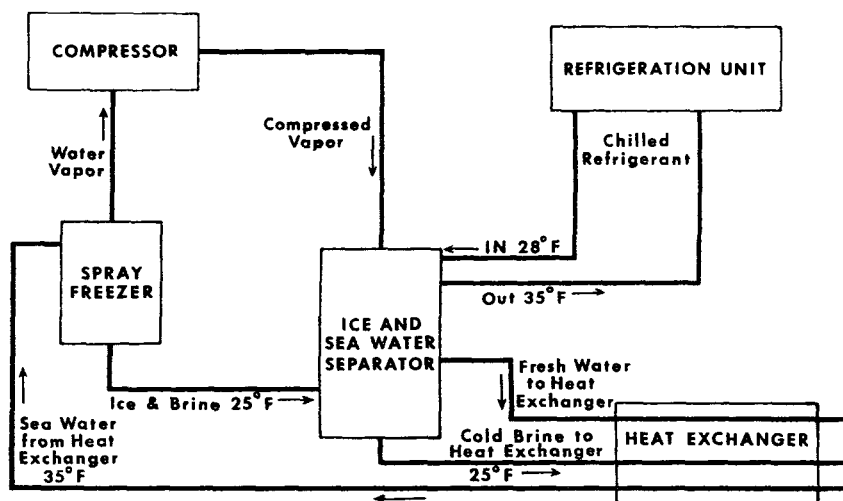 COMPRESSOR
REFRIGERATION UNIT
Compressed
Vapor
Chilled
Refrigerant
Water
Vapor
IN 28°F
SPRAY
FREEZER
Out 35°F
ICE AND
SEA WATER
SEPARATOR
Fresh Water
to Heat
Exchanger
Ice & Brine 25°F
Sea Water
from Heat
Exchanger
35°F
Cold Brine to
Heat Exchanger
25°F
HEAT EXCHANGER